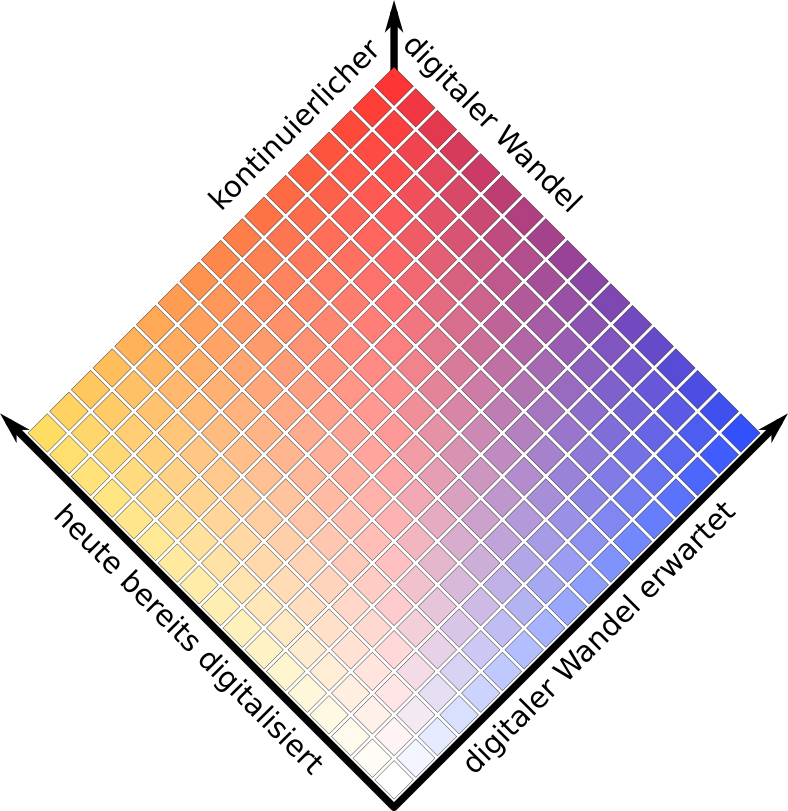 kontinuierlicher
digitaler Wandel
heute bereits digitalisiert
digitaler Wandel erwartet